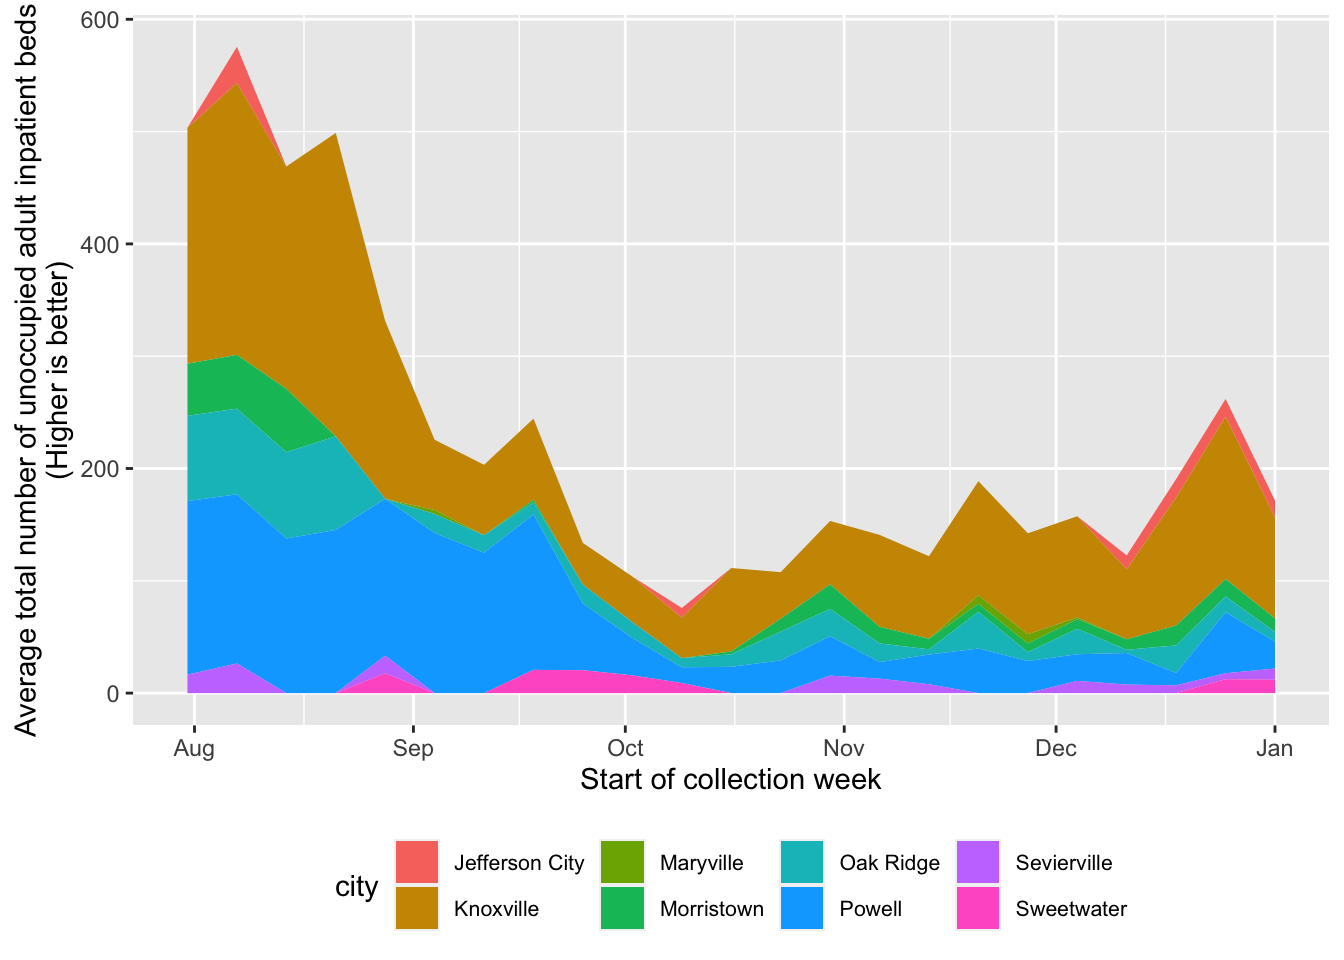 Average total number of unoccupied adult inpatient beds
(Higher is better)
600
400
200
0
Aug Sep Oct Nov Dec Jan
Start of collection week
city
Jefferson City Maryville Oak Ridge Sevierville
Knoxville Morristown Powell Sweetwater